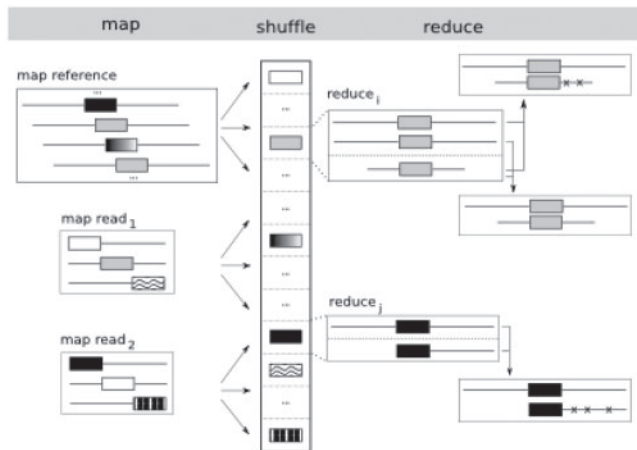 map shuffle reduce
map reference
...
...
...
reduce i
...
...
map read 1
...
...
reduce j
map read 2
...